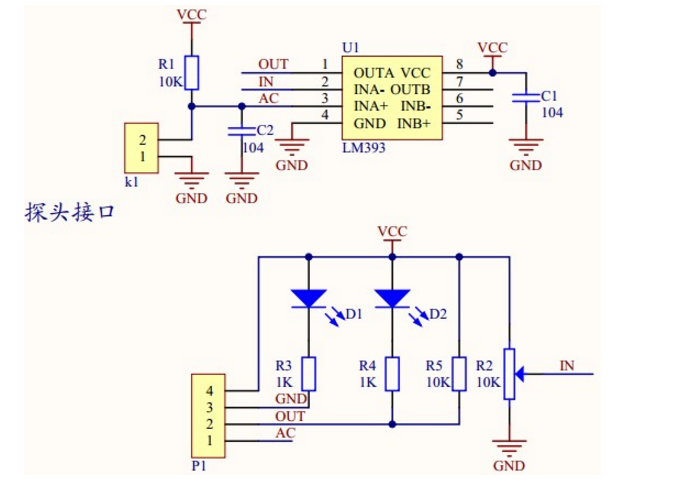 VCC
R1
10K
OUT
IN
AC
1
2
3
4
U1
OUTA VCC
INA- OUTB
INA+ INB-
GND INB+
LM393
8
7
6
5
VCC
C1
104
GND
C2
104
GND
2
1
k1
GND
GND
探头接口
VCC
D1
D2
R3
1K
R4
1K
R5
10K
R2
10K
IN
4
3
2
1
GND
OUT
AC
P1
GND